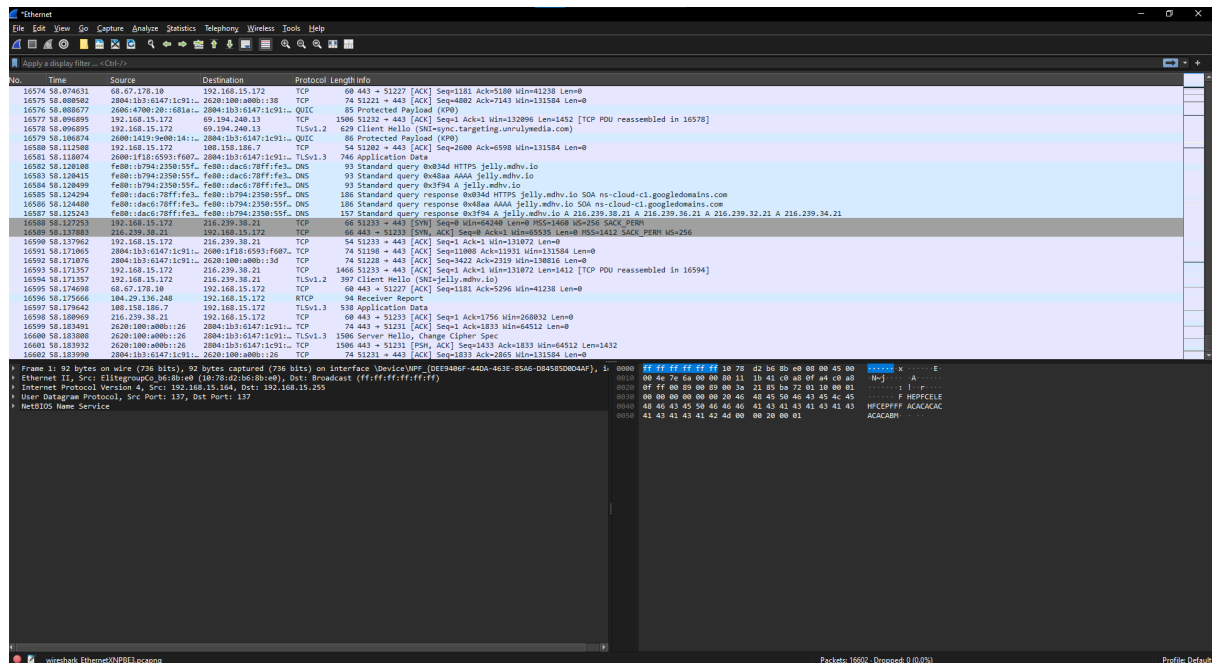 *Ethernet
File Edit View Go Capture Analyze Statistics Telephony Wireless Tools Help
Apply a display filter ... <Ctrl-/>
No. Time Source Destination Protocol Length Info
16574 58.074631 68.67.178.10 192.168.15.172 TCP 60 443 → 51227 [ACK] Seq=1181 Ack=5180 Win=41238 Len=0
16575 58.080502 2804:1b3:6147:1c91:… 2620:100:a00b::38 TCP 74 51221 → 443 [ACK] Seq=4802 Ack=7143 Win=131584 Len=0
16576 58.088677 2606:4700:20::681a:… 2804:1b3:6147:1c91:… QUIC 85 Protected Payload (KP0)
16577 58.096895 192.168.15.172 69.194.240.13 TCP 1506 51232 → 443 [ACK] Seq=1 Ack=1 Win=132096 Len=1452 [TCP PDU reassembled in 16578]
16578 58.096895 192.168.15.172 69.194.240.13 TLSv1.2 629 Client Hello (SNI=sync.targeting.unrulymedia.com)
16579 58.106874 2600:1419:9e00:14::… 2804:1b3:6147:1c91:… QUIC 86 Protected Payload (KP0)
16580 58.112508 192.168.15.172 108.158.186.7 TCP 54 51202 → 443 [ACK] Seq=2600 Ack=6598 Win=131584 Len=0
16581 58.118074 2600:1f18:6593:f607… 2804:1b3:6147:1c91:… TLSv1.3 746 Application Data
16582 58.120108 fe80::b794:2350:55f… fe80::dac6:78ff:fe3… DNS 93 Standard query 0x034d HTTPS jelly.mdhv.io
16583 58.120415 fe80::b794:2350:55f… fe80::dac6:78ff:fe3… DNS 93 Standard query 0x48aa AAAA jelly.mdhv.io
16584 58.120499 fe80::b794:2350:55f… fe80::dac6:78ff:fe3… DNS 93 Standard query 0x3f94 A jelly.mdhv.io
16585 58.124294 fe80::dac6:78ff:fe3… fe80::b794:2350:55f… DNS 186 Standard query response 0x034d HTTPS jelly.mdhv.io SOA ns-cloud-c1.googledomains.com
16586 58.124480 fe80::dac6:78ff:fe3… fe80::b794:2350:55f… DNS 186 Standard query response 0x48aa AAAA jelly.mdhv.io SOA ns-cloud-c1.googledomains.com
16587 58.125243 fe80::dac6:78ff:fe3… fe80::b794:2350:55f… DNS 157 Standard query response 0x3f94 A jelly.mdhv.io A 216.239.38.21 A 216.239.36.21 A 216.239.32.21 A 216.239.34.21
16588 58.127253 192.168.15.172 216.239.38.21 TCP 66 51233 → 443 [SYN] Seq=0 Win=64240 Len=0 MSS=1460 WS=256 SACK_PERM
16589 58.137883 216.239.38.21 192.168.15.172 TCP 66 443 → 51233 [SYN, ACK] Seq=0 Ack=1 Win=65535 Len=0 MSS=1412 SACK_PERM WS=256
16590 58.137962 192.168.15.172 216.239.38.21 TCP 54 51233 → 443 [ACK] Seq=1 Ack=1 Win=131072 Len=0
16591 58.171065 2804:1b3:6147:1c91:… 2600:1f18:6593:f607… TCP 74 51198 → 443 [ACK] Seq=11008 Ack=11931 Win=131584 Len=0
16592 58.171076 2804:1b3:6147:1c91:… 2620:100:a00b::3d TCP 74 51228 → 443 [ACK] Seq=3422 Ack=2319 Win=130816 Len=0
16593 58.171357 192.168.15.172 216.239.38.21 TCP 1466 51233 → 443 [ACK] Seq=1 Ack=1 Win=131072 Len=1412 [TCP PDU reassembled in 16594]
16594 58.171357 192.168.15.172 216.239.38.21 TLSv1.2 397 Client Hello (SNI=jelly.mdhv.io)
16595 58.174698 68.67.178.10 192.168.15.172 TCP 60 443 → 51227 [ACK] Seq=1181 Ack=5296 Win=41238 Len=0
16596 58.175666 104.29.136.248 192.168.15.172 RTCP 94 Receiver Report
16597 58.179642 108.158.186.7 192.168.15.172 TLSv1.3 538 Application Data
16598 58.180969 216.239.38.21 192.168.15.172 TCP 60 443 → 51233 [ACK] Seq=1 Ack=1756 Win=268032 Len=0
16599 58.183491 2620:100:a00b::26 2804:1b3:6147:1c91:… TCP 74 443 → 51231 [ACK] Seq=1 Ack=1833 Win=64512 Len=0
16600 58.183808 2620:100:a00b::26 2804:1b3:6147:1c91:… TLSv1.3 1506 Server Hello, Change Cipher Spec
16601 58.183932 2620:100:a00b::26 2804:1b3:6147:1c91:… TCP 1506 443 → 51231 [PSH, ACK] Seq=1433 Ack=1833 Win=64512 Len=1432
16602 58.183990 2804:1b3:6147:1c91:… 2620:100:a00b::26 TCP 74 51231 → 443 [ACK] Seq=1833 Ack=2865 Win=131584 Len=0
Frame 1: 92 bytes on wire (736 bits), 92 bytes captured (736 bits) on interface \Device\NPF_{DEE9406F-44DA-463E-85A6-D84585D0D4AF}, i
Ethernet II, Src: ElitegroupCo_b6:8b:e0 (10:78:d2:b6:8b:e0), Dst: Broadcast (ff:ff:ff:ff:ff:ff)
Internet Protocol Version 4, Src: 192.168.15.164, Dst: 192.168.15.255
User Datagram Protocol, Src Port: 137, Dst Port: 137
NetBIOS Name Service
0000 ff ff ff ff ff ff 10 78 d2 b6 8b e0 08 00 45 00 ·······x ······E·
0010 00 4e 7e 6a 00 00 80 11 1b 41 c0 a8 0f a4 c0 a8 ·N~j···· ·A······
0020 0f ff 00 89 00 89 00 3a 21 85 ba 72 01 10 00 01 ·······: !··r····
0030 00 00 00 00 00 00 20 46 48 45 50 46 43 45 4c 45 ······ F HEPFCELE
0040 48 46 43 45 50 46 46 46 41 43 41 43 41 43 41 43 HFCEPFFF ACACACAC
0050 41 43 41 43 41 42 4d 00 00 20 00 01 ACACABM· · ··
wireshark_EthernetXNPBE3.pcapng
Packets: 16602 · Dropped: 0 (0.0%)
Profile: Default